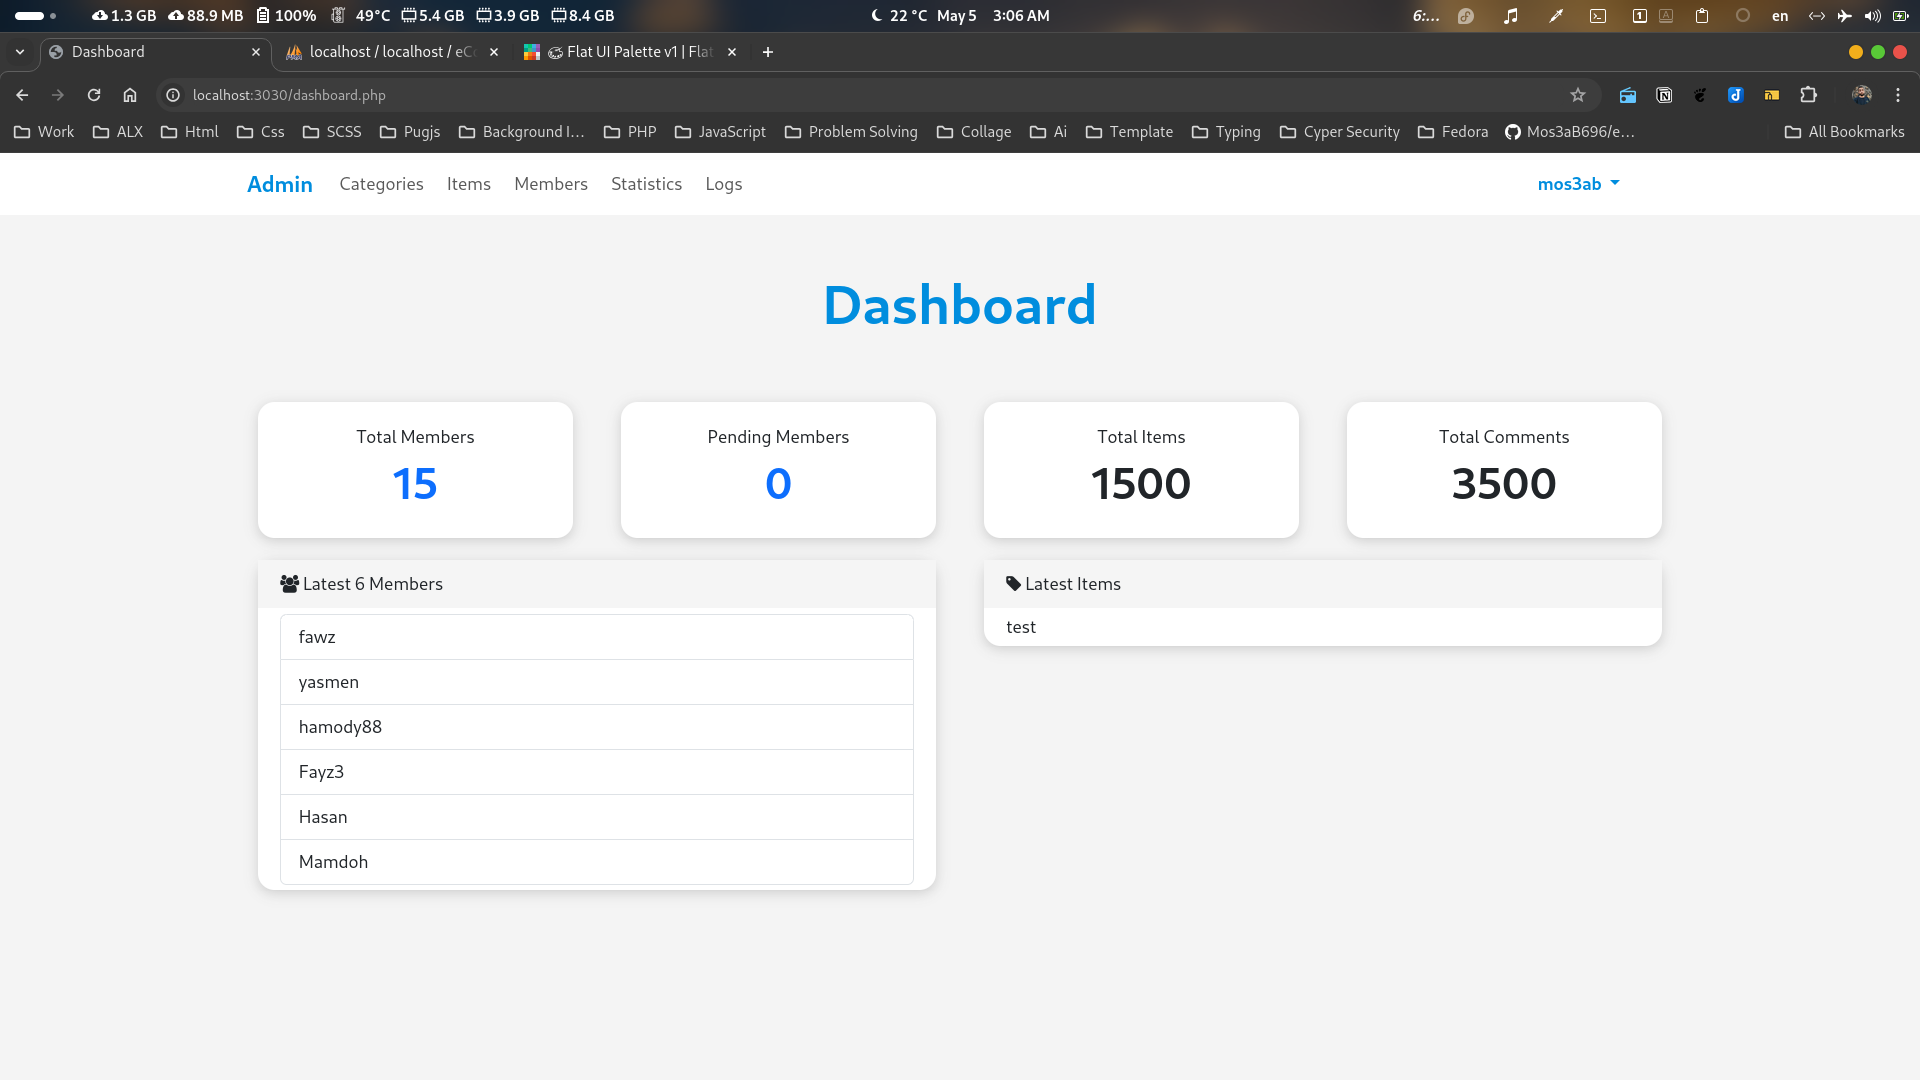 1.3 GB 88.9 MB 100% 49°C 5.4 GB 3.9 GB 8.4 GB 22 °C May 5 3:06 AM 6:... 1 A en
Dashboard localhost / localhost / eC Flat UI Palette v1 | Flat
localhost:3030/dashboard.php
Work ALX Html Css SCSS Pugjs Background I... PHP JavaScript Problem Solving Collage Ai Template Typing Cyper Security Fedora Mos3aB696/e... All Bookmarks
Admin Categories Items Members Statistics Logs mos3ab
Dashboard
Total Members Pending Members Total Items Total Comments
15 0 1500 3500
Latest 6 Members Latest Items
fawz test
yasmen
hamody88
Fayz3
Hasan
Mamdoh